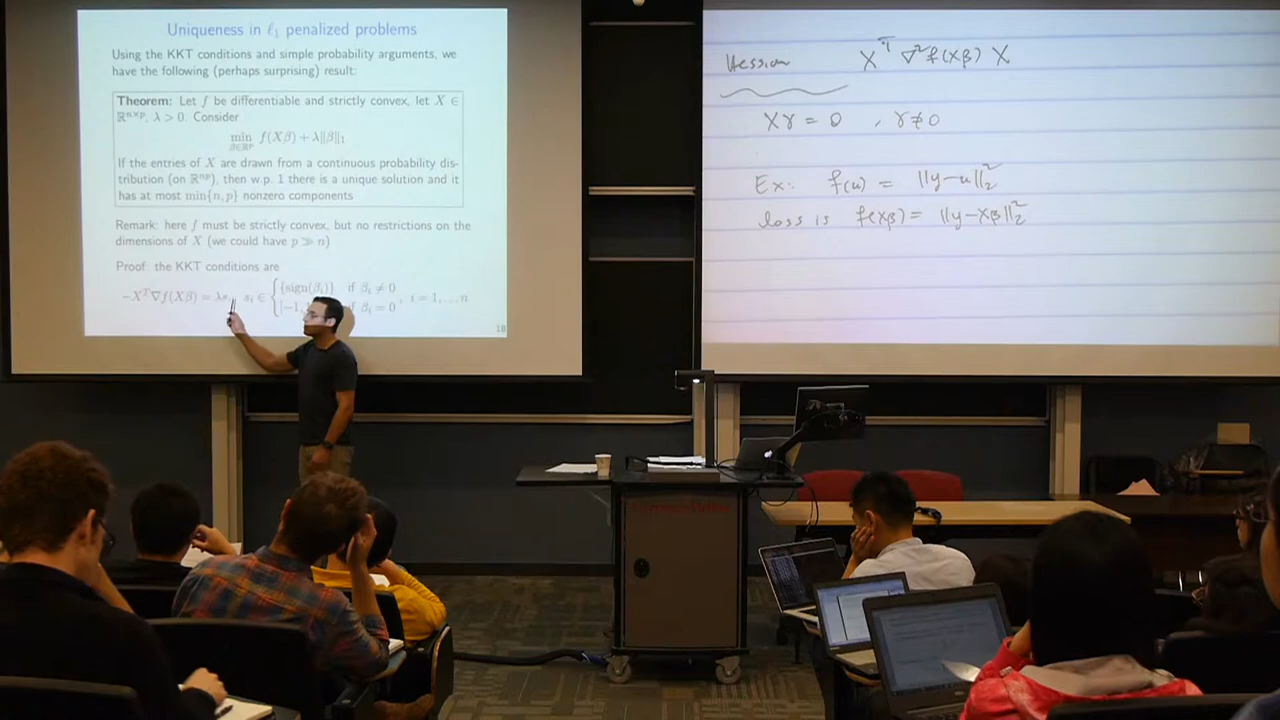 Uniqueness in ℓ₁ penalized problems
Using the KKT conditions and simple probability arguments, we
have the following (perhaps surprising) result:
Theorem: Let f be differentiable and strictly convex, let X ∈
ℝⁿˣᵖ, λ > 0. Consider
min f(Xβ) + λ‖β‖₁
β∈ℝᵖ
If the entries of X are drawn from a continuous probability dis-
tribution (on ℝⁿᵖ), then w.p. 1 there is a unique solution and it
has at most min{n, p} nonzero components
Remark: here f must be strictly convex, but no restrictions on the
dimensions of X (we could have p ≫ n)
Proof: the KKT conditions are
−Xᵀ∇f(Xβ) = λs, sᵢ ∈ { {sign(βᵢ)} if βᵢ ≠ 0
[−1, if βᵢ = 0 , i = 1, … n
18
Hessian Xᵀ ∇²f(Xβ) X
Xγ = 0 , γ ≠ 0
Ex: f(u) = ‖y−u‖₂²
loss is f(Xβ) = ‖y−Xβ‖₂²